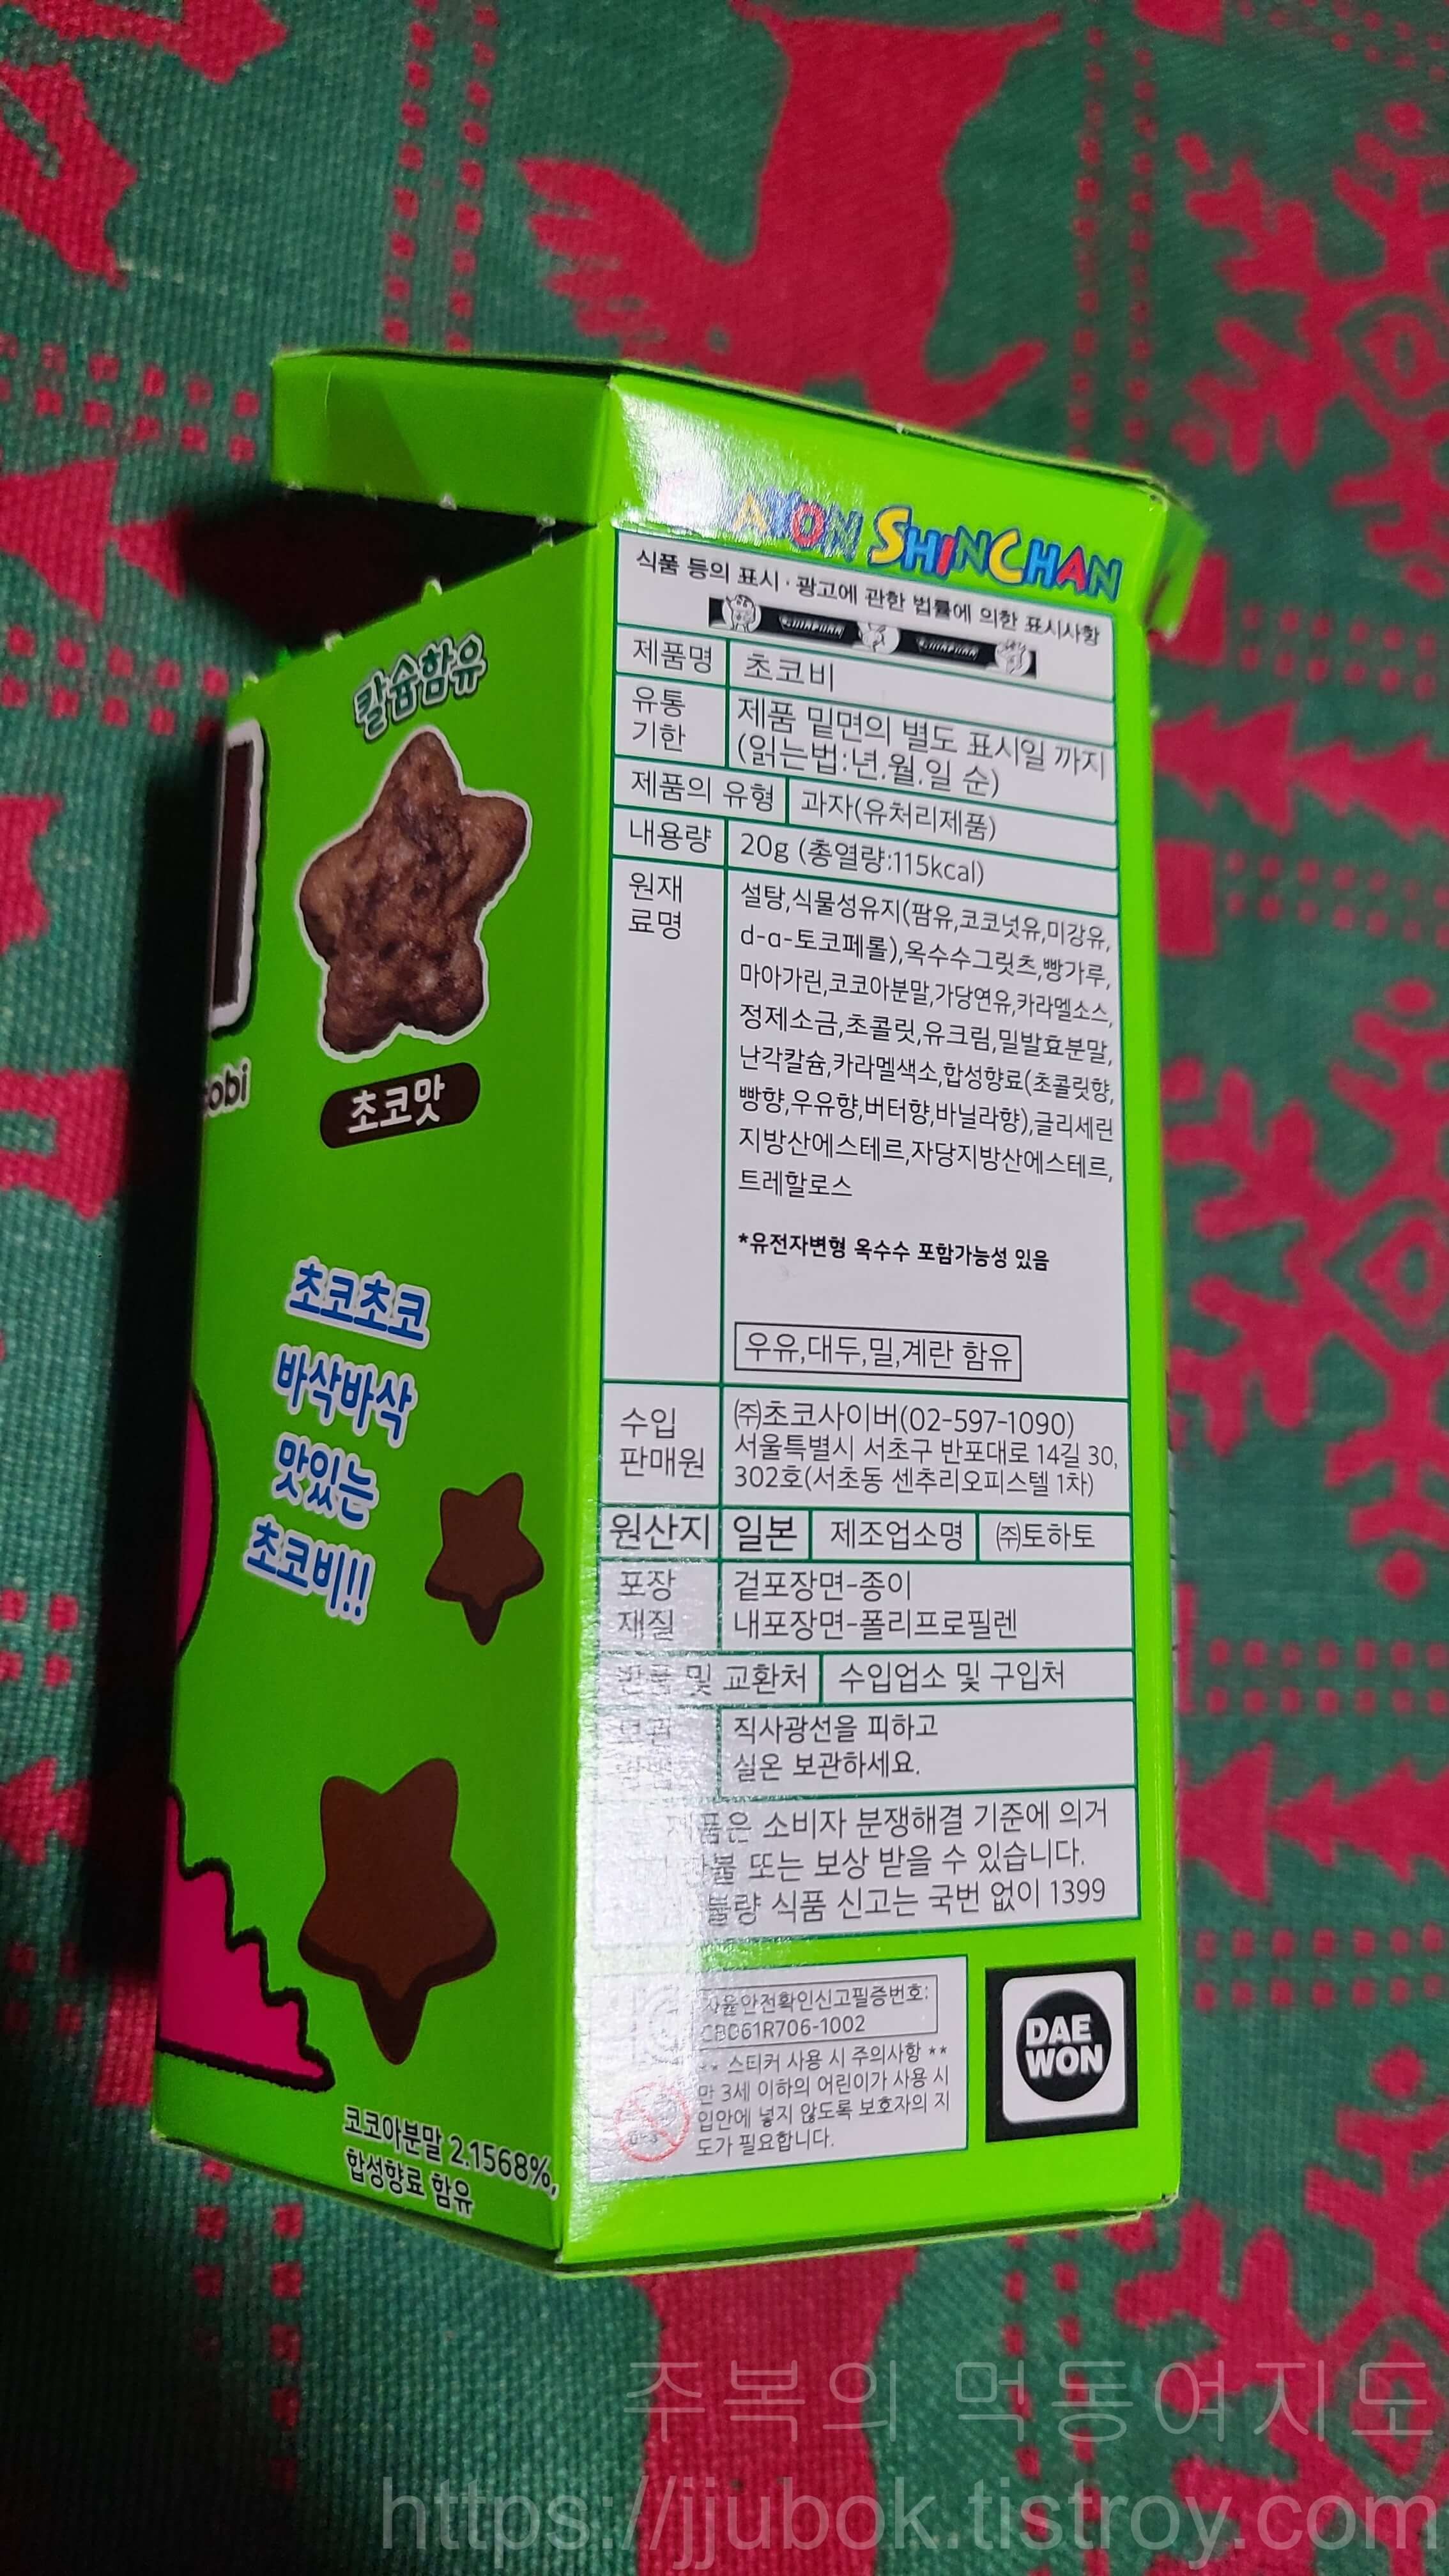 칼슘함유
cobi
초코맛
초코초코
바삭바삭
맛있는
초코비!!
코코아분말 2.1568%,
합성향료 함유
AYON SHINCHAN
식품 등의 표시·광고에 관한 법률에 의한 표시사항
제품명 초코비
유통 기한 제품 밑면의 별도 표시일 까지
(읽는법:년.월.일 순)
제품의 유형 과자(유처리제품)
내용량 20g (총열량:115kcal)
원재 료명 설탕,식물성유지(팜유,코코넛유,미강유,
d-α-토코페롤),옥수수그릿츠,빵가루,
마아가린,코코아분말,가당연유,카라멜소스,
정제소금,초콜릿,유크림,밀발효분말,
난각칼슘,카라멜색소,합성향료(초콜릿향,
빵향,우유향,버터향,바닐라향),글리세린
지방산에스테르,자당지방산에스테르,
트레할로스
*유전자변형 옥수수 포함가능성 있음
우유,대두,밀,계란 함유
수입 판매원 ㈜초코사이버(02-597-1090)
서울특별시 서초구 반포대로 14길 30,
302호(서초동 센추리오피스텔 1차)
원산지 일본 제조업소명 ㈜토하토
포장 재질 겉포장면-종이
내포장면-폴리프로필렌
및 교환처 수입업소 및 구입처
직사광선을 피하고
실온 보관하세요.
소비자 분쟁해결 기준에 의거
또는 보상 받을 수 있습니다.
불량 식품 신고는 국번 없이 1399
자율안전확인신고필증번호:
CB061R706-1002
** 스티커 사용 시 주의사항 **
만 3세 이하의 어린이가 사용 시
입안에 넣지 않도록 보호자의 지
도가 필요합니다.
0-3
DAE
WON
주복의 먹동여지도
https://jjubok.tistroy.com